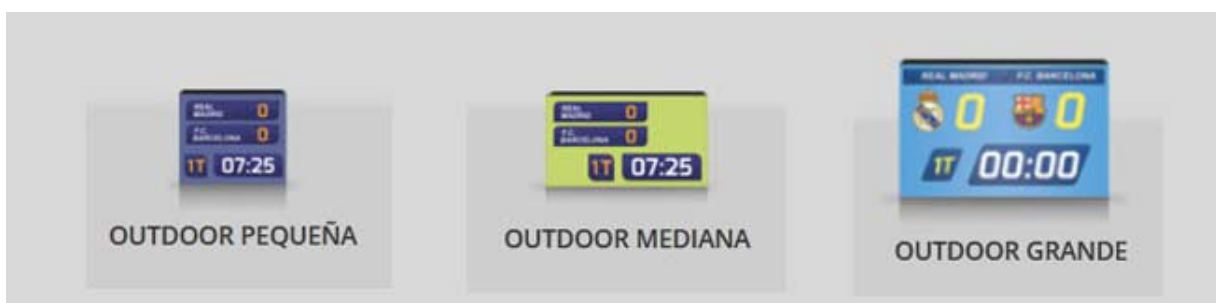 REAL
MADRID
0
F.C.
BARCELONA
0
1T
07:25
OUTDOOR PEQUEÑA
REAL
MADRID
0
F.C.
BARCELONA
0
1T
07:25
OUTDOOR MEDIANA
REAL MADRID F.C. BARCELONA
0 0
1T 00:00
OUTDOOR GRANDE